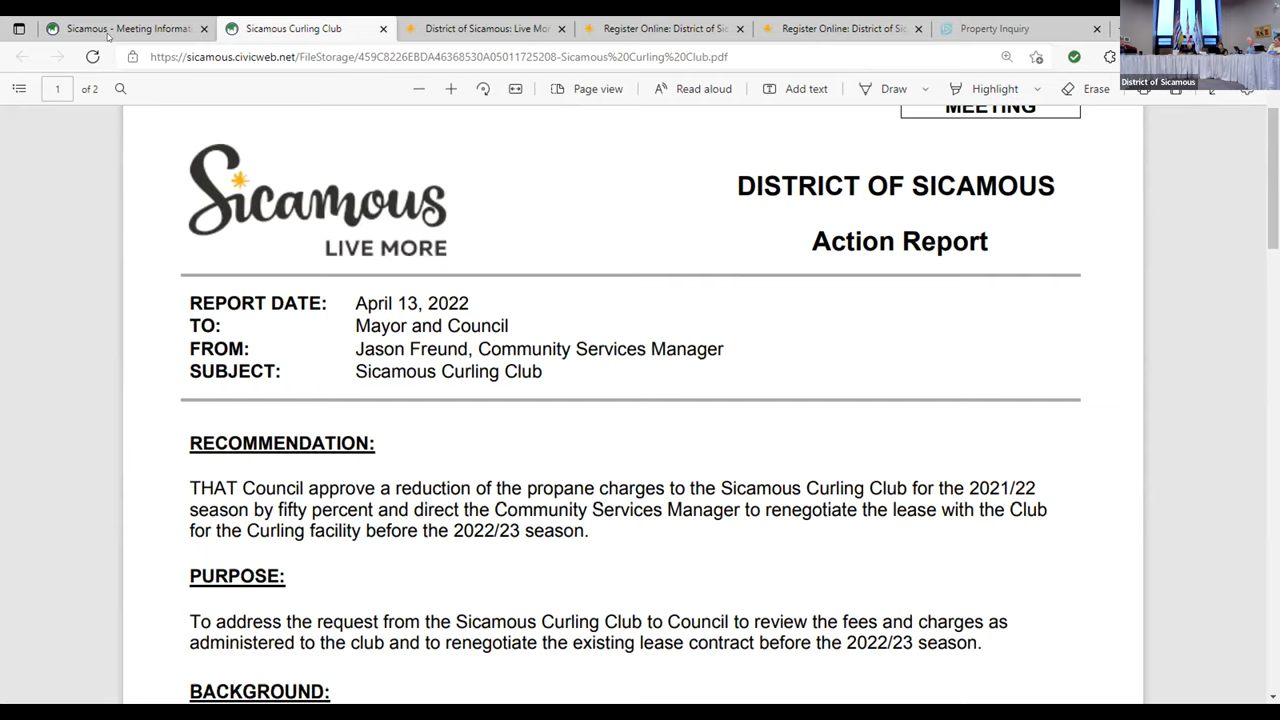 Sicamous - Meeting Informati
Sicamous Curling Club
District of Sicamous: Live Mo
Register Online: District of Sic
Register Online: District of Sic
Property Inquiry
https://sicamous.civicweb.net/FileStorage/459C8226EBDA46368530A05011725208-Sicamous%20Curling%20Club.pdf
1 of 2
Page view
Read aloud
Add text
Draw
Highlight
Erase
District of Sicamous
MEETING
Sicamous
LIVE MORE
DISTRICT OF SICAMOUS
Action Report
REPORT DATE: April 13, 2022
TO: Mayor and Council
FROM: Jason Freund, Community Services Manager
SUBJECT: Sicamous Curling Club
RECOMMENDATION:
THAT Council approve a reduction of the propane charges to the Sicamous Curling Club for the 2021/22
season by fifty percent and direct the Community Services Manager to renegotiate the lease with the Club
for the Curling facility before the 2022/23 season.
PURPOSE:
To address the request from the Sicamous Curling Club to Council to review the fees and charges as
administered to the club and to renegotiate the existing lease contract before the 2022/23 season.
BACKGROUND: